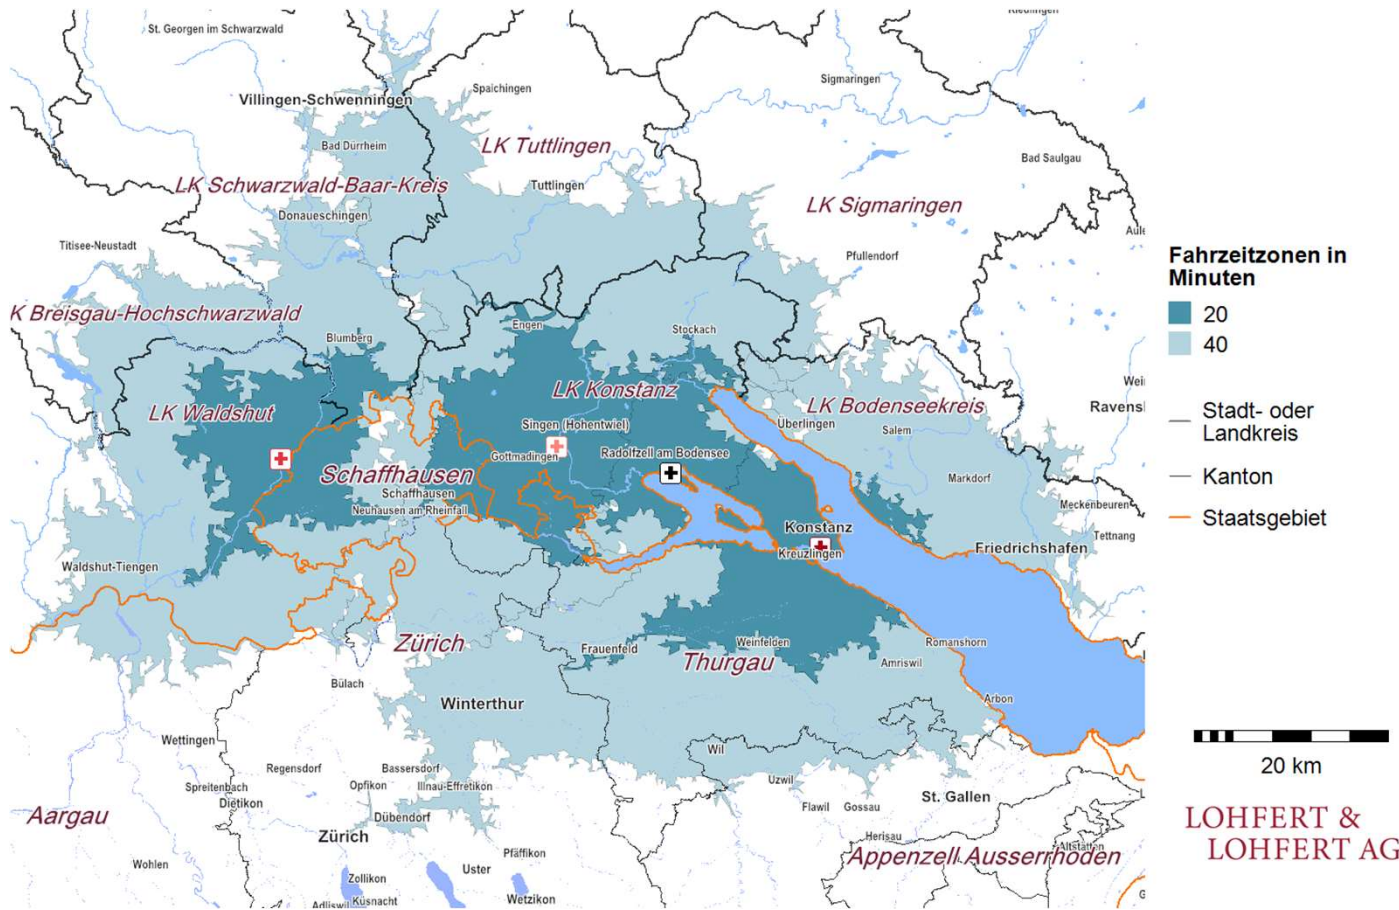 St. Georgen im Schwarzwald
Sigmaringen
Spaichingen
Villingen-Schwenningen
Bad Dürrheim
LK Tuttlingen
Bad Saulgau
Tuttlingen
LK Schwarzwald-Baar-Kreis
LK Sigmaringen
Donaueschingen
Titisee-Neustadt
Pfullendorf
Aule
Fahrzeitzonen in
Minuten
20
40
K Breisgau-Hochschwarzwald
Engen
Stockach
Blumberg
LK Konstanz
Wei
LK Waldshut
LK Bodenseekreis
Ravens
Stadt- oder
Landkreis
Singen (Hohentwiel)
Überlingen
Salem
Gottmadingen
Radolfzell am Bodensee
Schaffhausen
Markdorf
Kanton
Schaffhausen
Neuhausen am Rheinfall
Meckenbeuren
Staatsgebiet
Konstanz
Kreuzlingen
Tettnang
Friedrichshafen
Waldshut-Tiengen
Zürich
Frauenfeld
Weinfelden
Romanshorn
Thurgau
Amriswil
Bülach
Winterthur
Arbon
Wettingen
Wil
Regensdorf
Bassersdorf
20 km
Spreitenbach
Opfikon
Illnau-Effretikon
Uzwil
St. Gallen
Dietikon
Flawil
Gossau
Aargau
Dübendorf
Zürich
Herisau
LOHFERT &
LOHFERT AG
Altstätten
Appenzell Ausserrhoden
Wohlen
Pfäffikon
Uster
Zollikon
Küsnacht
Wetzikon
Adliswil
G